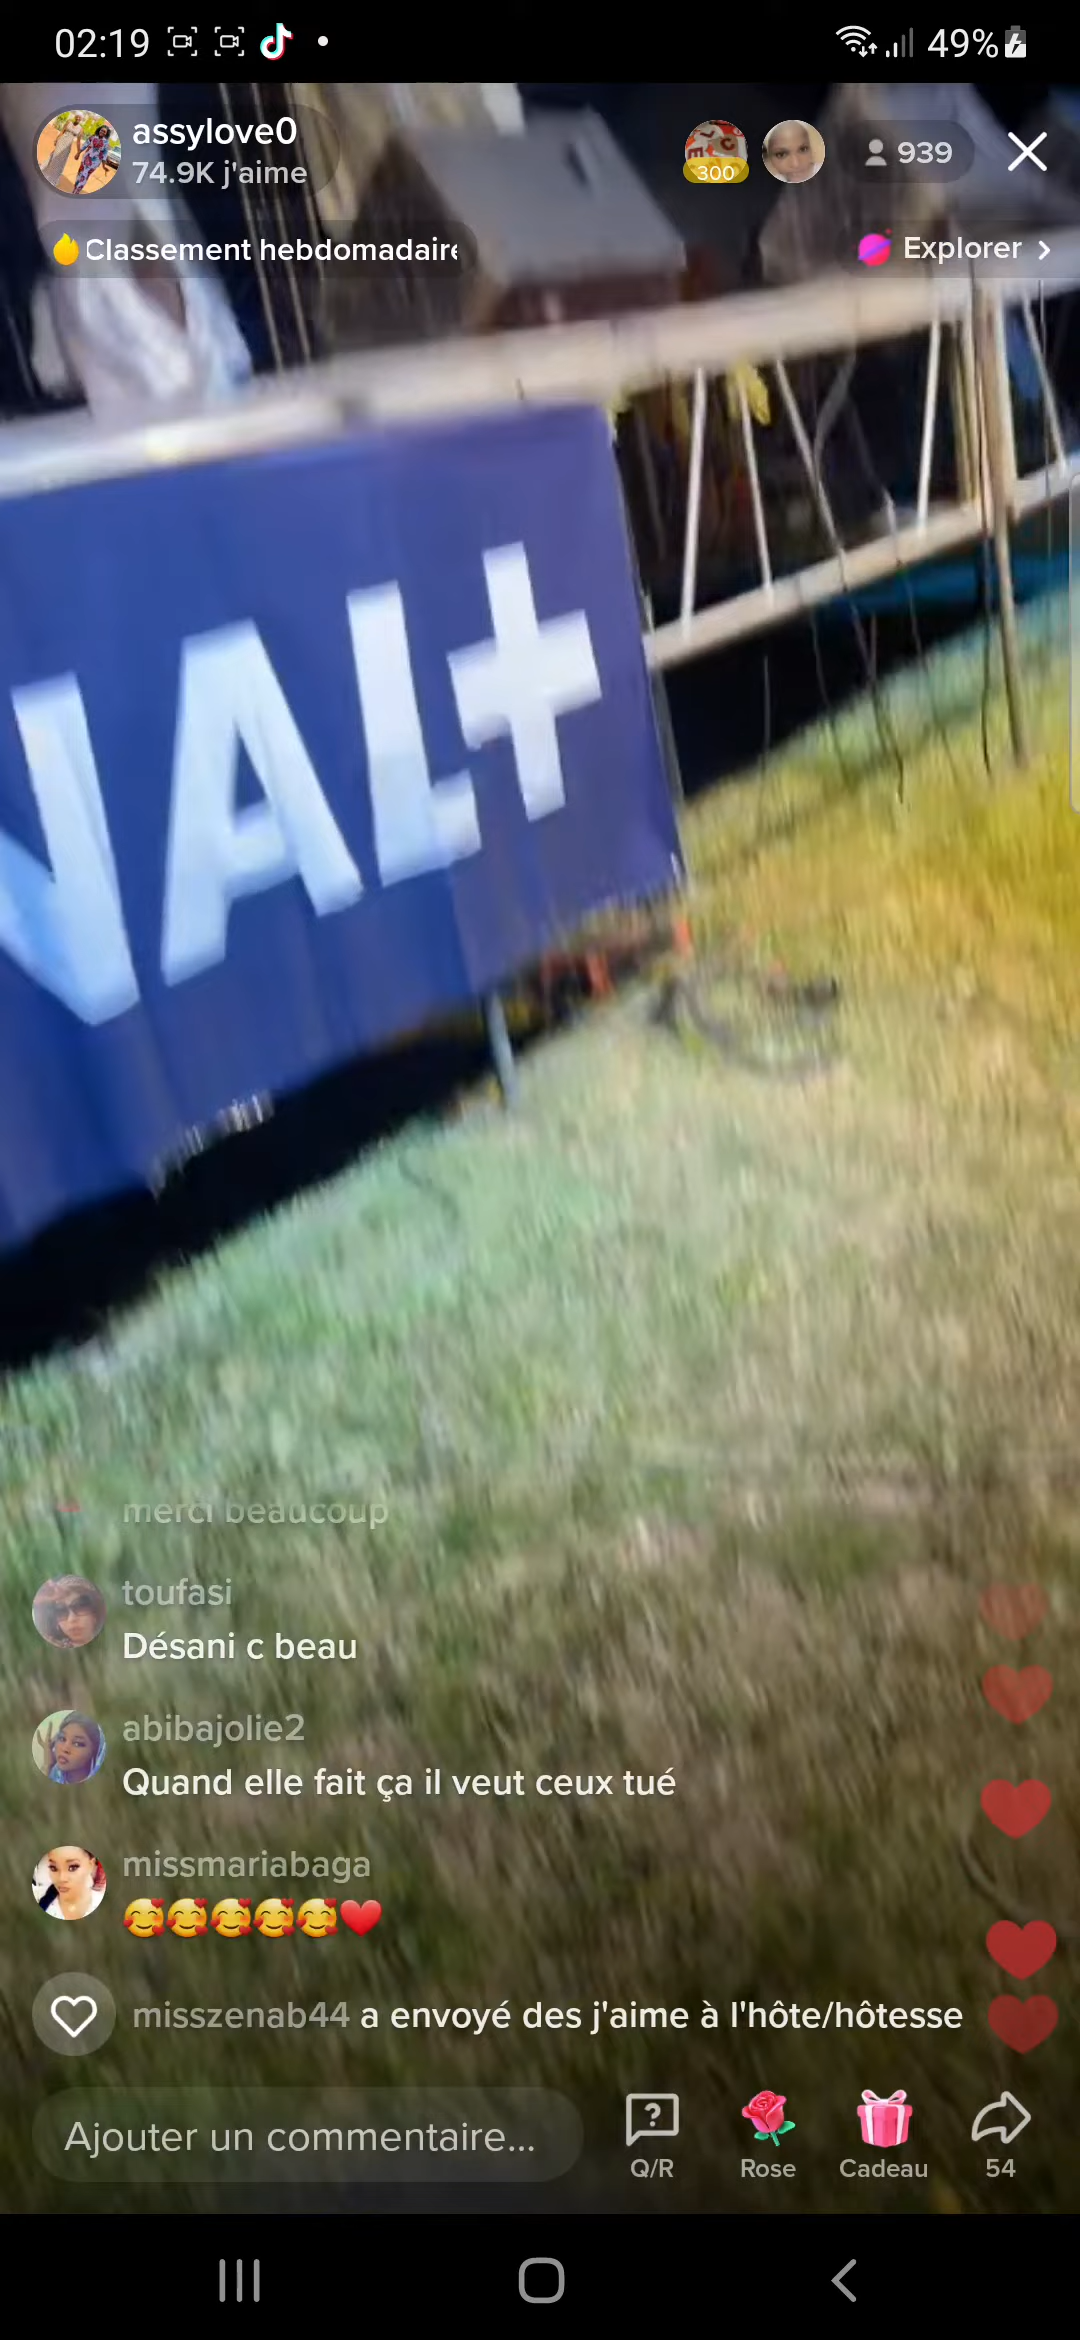 02:19
49%
assylove0
74.9K j'aime
300
939
Classement hebdomadaire
Explorer
NAL+
merci beaucoup
toufasi
Désani c beau
abibajolie2
Quand elle fait ça il veut ceux tué
missmariabaga
🥰🥰🥰🥰🥰❤️
misszenab44 a envoyé des j'aime à l'hôte/hôtesse
Ajouter un commentaire...
Q/R
Rose
Cadeau
54